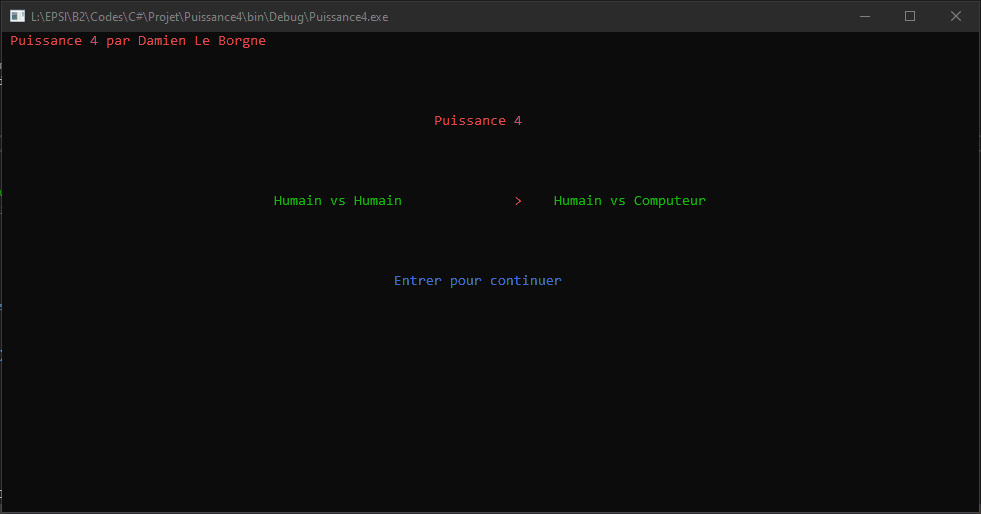 L:\EPSI\B2\Codes\C#\Projet\Puissance4\bin\Debug\Puissance4.exe
Puissance 4 par Damien Le Borgne
Puissance 4
Humain vs Humain > Humain vs Computeur
Entrer pour continuer